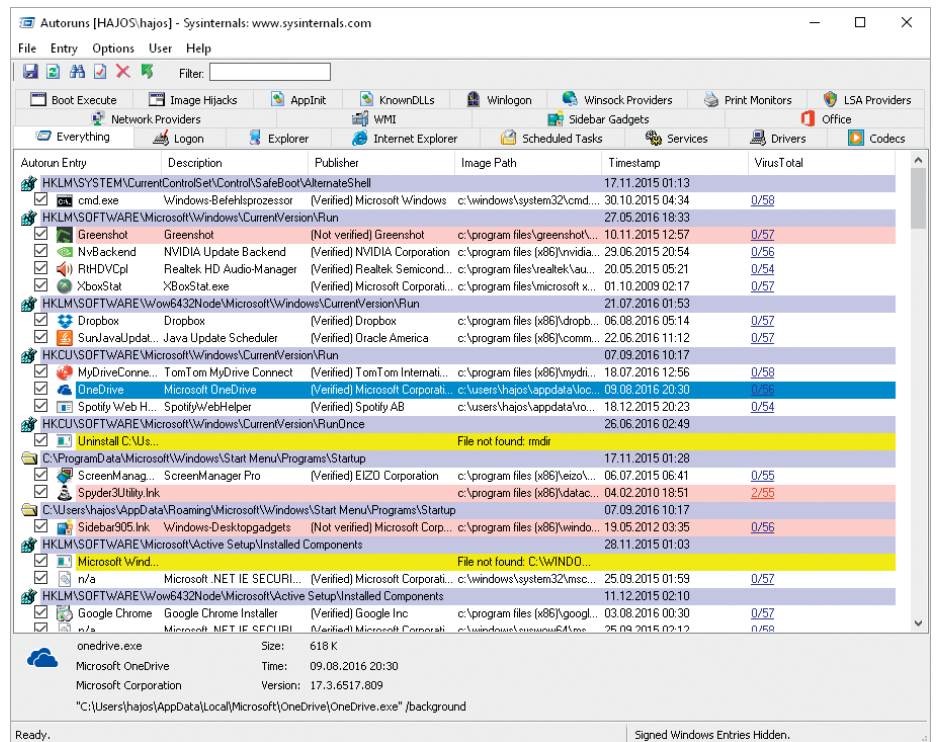 Autoruns [HAJOS\hajos] - Sysinternals: www.sysinternals.com
File Entry Options User Help
Filter:
Boot Execute Image Hijacks AppInit KnownDLLs Winlogon Winsock Providers Print Monitors LSA Providers
Network Providers WMI Sidebar Gadgets Office
Everything Logon Explorer Internet Explorer Scheduled Tasks Services Drivers Codecs
Autorun Entry Description Publisher Image Path Timestamp VirusTotal
HKLM\SYSTEM\CurrentControlSet\Control\SafeBoot\AlternateShell 17.11.2015 01:13
cmd.exe Windows-Befehlsprozessor (Verified) Microsoft Windows c:\windows\system32\cmd.... 30.10.2015 04:34 0/58
HKLM\SOFTWARE\Microsoft\Windows\CurrentVersion\Run 27.05.2016 18:33
Greenshot Greenshot (Not verified) Greenshot c:\program files\greenshot\... 10.11.2015 12:57 0/57
NvBackend NVIDIA Update Backend (Verified) NVIDIA Corporation c:\program files (x86)\nvidia... 29.06.2015 20:54 0/56
RtHDVCpl Realtek HD Audio-Manager (Verified) Realtek Semicond... c:\program files\realtek\au... 20.05.2015 05:21 0/54
XboxStat XBoxStat.exe (Verified) Microsoft Corporati... c:\program files\microsoft x... 01.10.2009 02:17 0/57
HKLM\SOFTWARE\Wow6432Node\Microsoft\Windows\CurrentVersion\Run 21.07.2016 01:53
Dropbox Dropbox (Verified) Dropbox c:\program files (x86)\dropb... 06.08.2016 05:14 0/57
SunJavaUpdat... Java Update Scheduler (Verified) Oracle America c:\program files (x86)\comm... 22.06.2016 11:12 0/57
HKCU\SOFTWARE\Microsoft\Windows\CurrentVersion\Run 07.09.2016 10:17
MyDriveConne... TomTom MyDrive Connect (Verified) TomTom Internati... c:\program files (x86)\mydri... 18.07.2016 12:56 0/58
OneDrive Microsoft OneDrive (Verified) Microsoft Corporati... c:\users\hajos\appdata\loc... 09.08.2016 20:30 0/56
Spotify Web H... SpotifyWebHelper (Verified) Spotify AB c:\users\hajos\appdata\ro... 18.12.2015 20:23 0/54
HKCU\SOFTWARE\Microsoft\Windows\CurrentVersion\RunOnce 26.06.2016 02:49
Uninstall C:\Us... File not found: rmdir
C:\ProgramData\Microsoft\Windows\Start Menu\Programs\Startup 17.11.2015 01:28
ScreenManag... ScreenManager Pro (Verified) EIZO Corporation c:\program files (x86)\eizo\... 06.07.2015 06:41 0/55
Spyder3Utility.lnk c:\program files (x86)\datac... 04.02.2010 18:51 2/55
C:\Users\hajos\AppData\Roaming\Microsoft\Windows\Start Menu\Programs\Startup 07.09.2016 10:17
Sidebar905.lnk Windows-Desktopgadgets (Not verified) Microsoft Corp... c:\program files (x86)\windo... 19.05.2012 03:35 0/56
HKLM\SOFTWARE\Microsoft\Active Setup\Installed Components 28.11.2015 01:03
Microsoft Wind... File not found: C:\WINDO...
n/a Microsoft .NET IE SECURI... (Verified) Microsoft Corporati... c:\windows\system32\msc... 25.09.2015 01:59 0/57
HKLM\SOFTWARE\Wow6432Node\Microsoft\Active Setup\Installed Components 11.12.2015 02:10
Google Chrome Google Chrome Installer (Verified) Google Inc c:\program files (x86)\googl... 03.08.2016 00:30 0/57
n/a Microsoft .NET IE SECURI... (Verified) Microsoft Corporati... c:\windows\syswow64\ms... 25.09.2015 02:12 0/58
onedrive.exe Size: 618 K
Microsoft OneDrive Time: 09.08.2016 20:30
Microsoft Corporation Version: 17.3.6517.809
"C:\Users\hajos\AppData\Local\Microsoft\OneDrive\OneDrive.exe" /background
Ready. Signed Windows Entries Hidden.